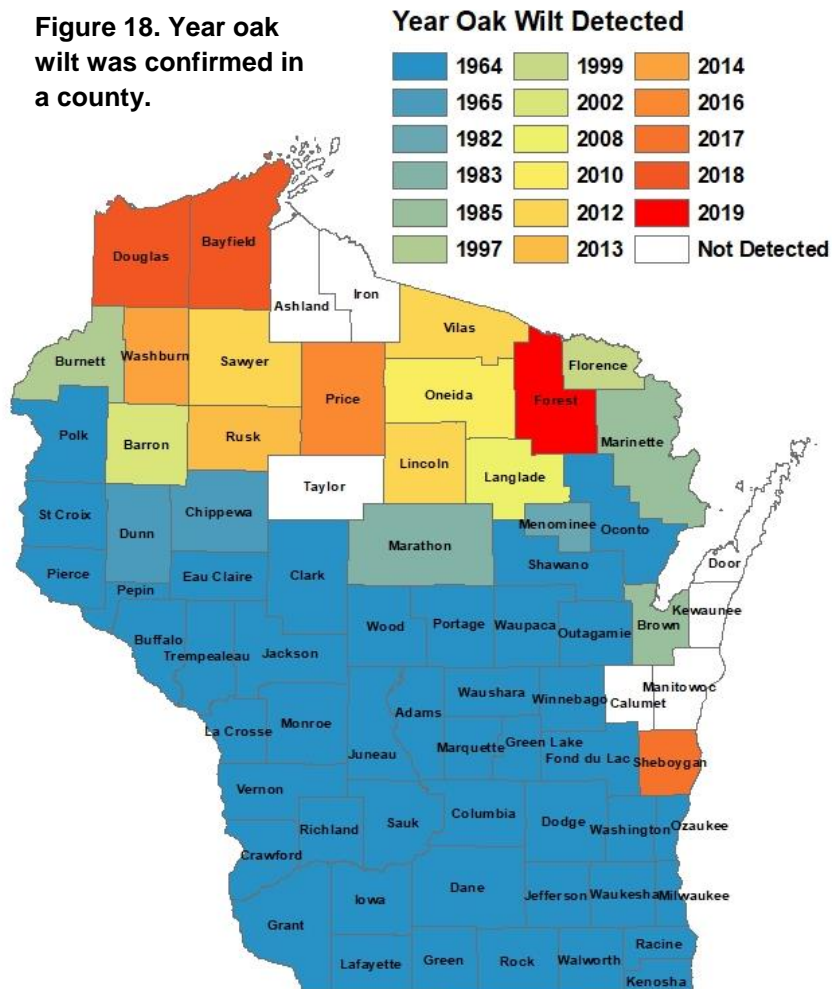 Figure 18. Year oak
wilt was confirmed in
a county.
Year Oak Wilt Detected
1964
1965
1982
1983
1985
1997
1999
2002
2008
2010
2012
2013
2014
2016
2017
2018
2019
Not Detected
Douglas
Bayfield
Ashland
Iron
Vilas
Burnett
Washburn
Sawyer
Price
Oneida
Forest
Florence
Marinette
Polk
Barron
Rusk
Lincoln
Langlade
Taylor
St Croix
Dunn
Chippewa
Marathon
Menominee
Oconto
Shawano
Door
Pierce
Pepin
Eau Claire
Clark
Kewaunee
Buffalo
Trempealeau
Jackson
Wood
Portage
Waupaca
Outagamie
Brown
Manitowoc
Calumet
La Crosse
Monroe
Juneau
Adams
Waushara
Winnebago
Marquette
Green Lake
Fond du Lac
Sheboygan
Vernon
Richland
Sauk
Columbia
Dodge
Washington
Ozaukee
Crawford
Iowa
Dane
Jefferson
Waukesha
Milwaukee
Grant
Lafayette
Green
Rock
Walworth
Racine
Kenosha